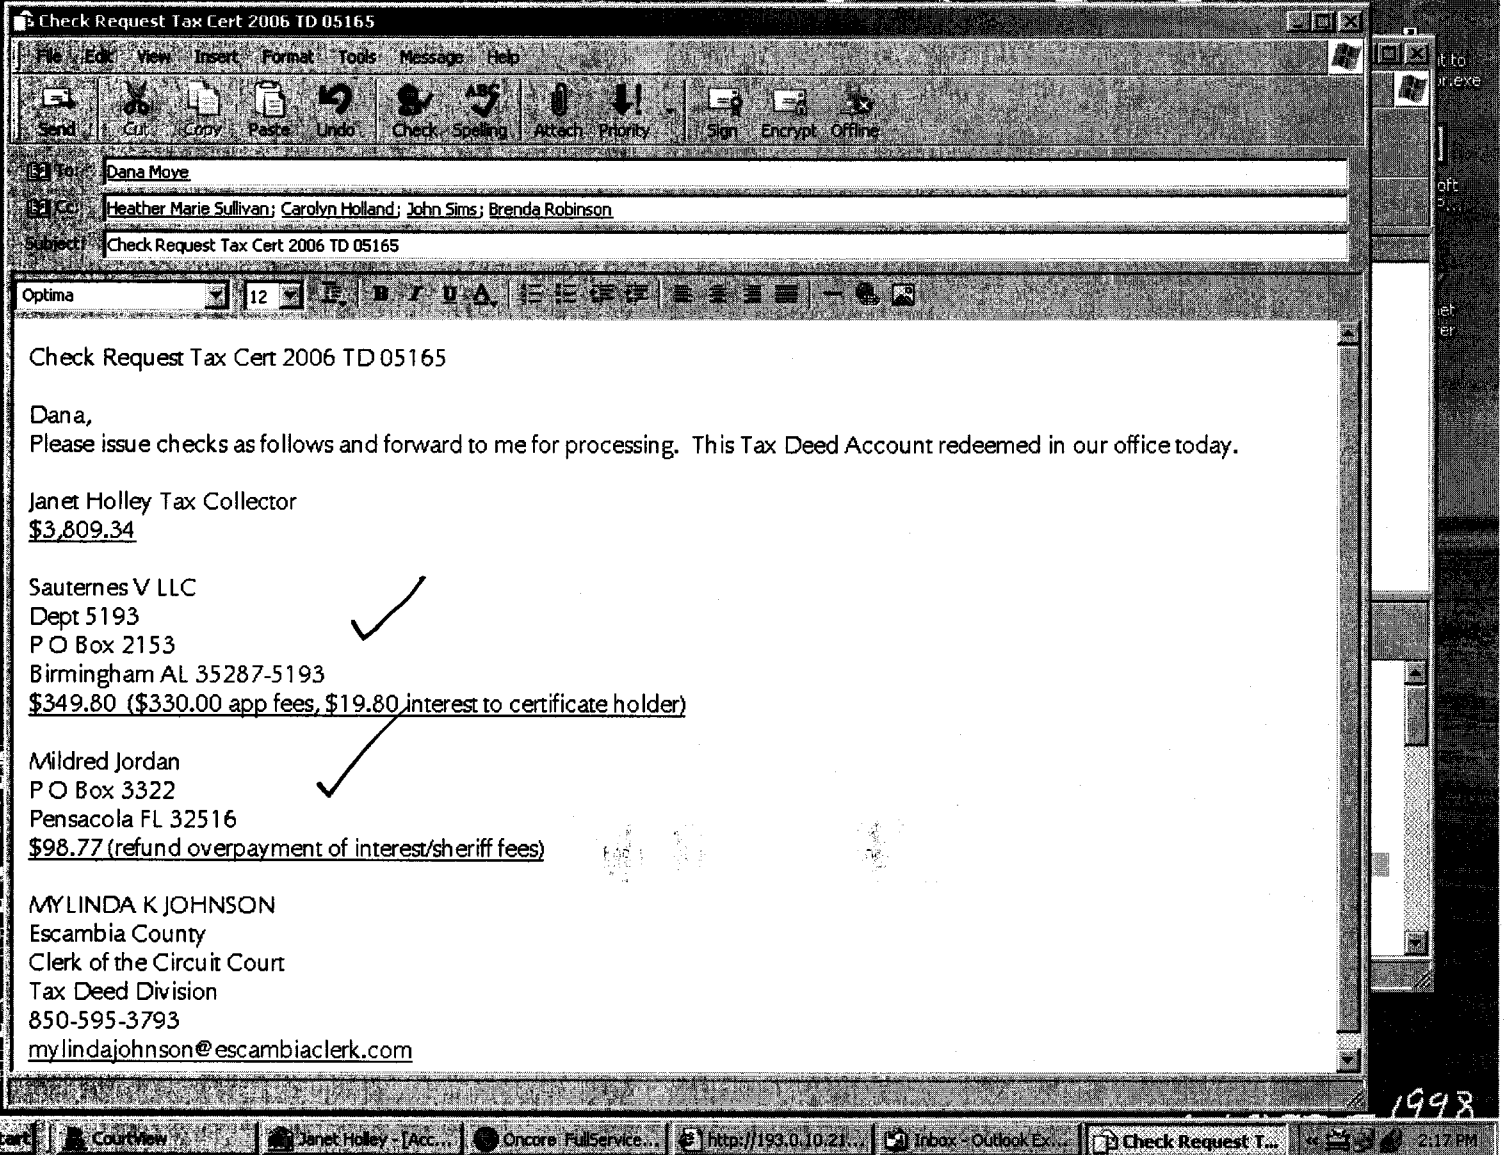 Check Request Tax Cert 2006 TD 05165
File Edit View Insert Format Tools Message Help
Send Cut Copy Paste Undo Check Spelling Attach Priority Sign Encrypt Offline
To: Dana Moye
Cc: Heather Marie Sullivan; Carolyn Holland; John Sims; Brenda Robinson
Subject: Check Request Tax Cert 2006 TD 05165
Optima 12
Check Request Tax Cert 2006 TD 05165
Dana,
Please issue checks as follows and forward to me for processing. This Tax Deed Account redeemed in our office today.
Janet Holley Tax Collector
$3,809.34
Sauternes V LLC
Dept 5193
P O Box 2153
Birmingham AL 35287-5193
$349.80 ($330.00 app fees, $19.80 interest to certificate holder)
Mildred Jordan
P O Box 3322
Pensacola FL 32516
$98.77 (refund overpayment of interest/sheriff fees)
MYLINDA K JOHNSON
Escambia County
Clerk of the Circuit Court
Tax Deed Division
850-595-3793
mylindajohnson@escambiaclerk.com
1998
CourtView Janet Holley - [Acc... Oncore FullService... http://193.0.10.21... Inbox - Outlook Ex... Check Request T... 2:17 PM